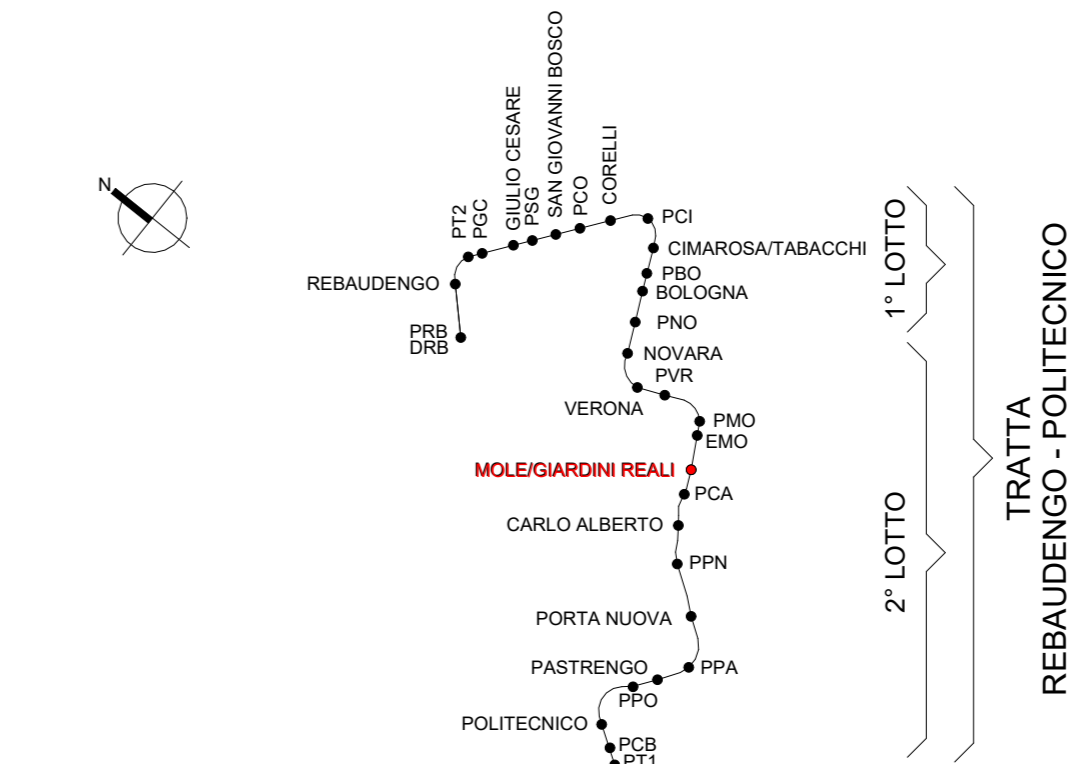 N
PT2
PGC
GIULIO CESARE
PSG
SAN GIOVANNI BOSCO
PCO
CORELLI
PCI
CIMAROSA/TABACCHI
REBAUDENGO
PBO
BOLOGNA
PRB
DRB
PNO
NOVARA
PVR
VERONA
PMO
EMO
MOLE/GIARDINI REALI
PCA
CARLO ALBERTO
PPN
PORTA NUOVA
PASTRENGO
PPA
PPO
POLITECNICO
PCB
PT1
1° LOTTO
2° LOTTO
TRATTA
REBAUDENGO - POLITECNICO